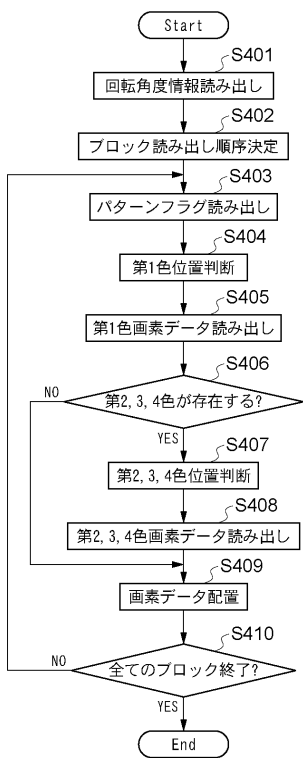 Start
S401
回転角度情報読み出し
S402
ブロック読み出し順序決定
S403
パターンフラグ読み出し
S404
第1色位置判断
S405
第1色画素データ読み出し
S406
NO
第2,3,4色が存在する?
YES
S407
第2,3,4色位置判断
S408
第2,3,4色画素データ読み出し
S409
画素データ配置
S410
NO
全てのブロック終了?
YES
End